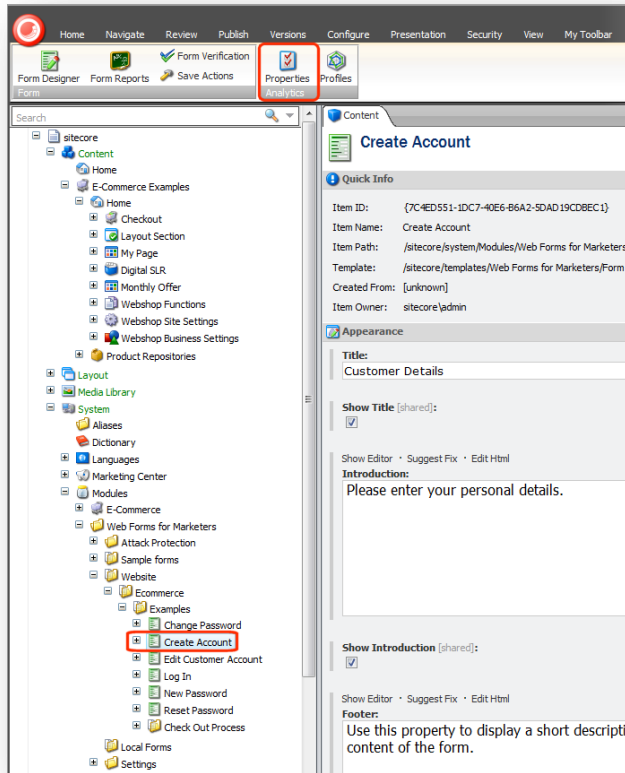 Home Navigate Review Publish Versions Configure Presentation Security View My Toolbar
Form Designer Form Reports Form Verification Save Actions Properties Profiles
Form Analytics
Search
sitecore
Content
Home
E-Commerce Examples
Home
Checkout
Layout Section
My Page
Digital SLR
Monthly Offer
Webshop Functions
Webshop Site Settings
Webshop Business Settings
Product Repositories
Layout
Media Library
System
Aliases
Dictionary
Languages
Marketing Center
Modules
E-Commerce
Web Forms for Marketers
Attack Protection
Sample forms
Website
Ecommerce
Examples
Change Password
Create Account
Edit Customer Account
Log In
New Password
Reset Password
Check Out Process
Local Forms
Settings
Content
Create Account
Quick Info
Item ID: {7C4ED551-1DC7-40E6-B6A2-5DAD19CDBEC1}
Item Name: Create Account
Item Path: /sitecore/system/Modules/Web Forms for Marketers
Template: /sitecore/templates/Web Forms for Marketers/Form
Created From: [unknown]
Item Owner: sitecore\admin
Appearance
Title:
Customer Details
Show Title [shared]:
Show Editor · Suggest Fix · Edit Html
Introduction:
Please enter your personal details.
Show Introduction [shared]:
Show Editor · Suggest Fix · Edit Html
Footer:
Use this property to display a short descripti
content of the form.